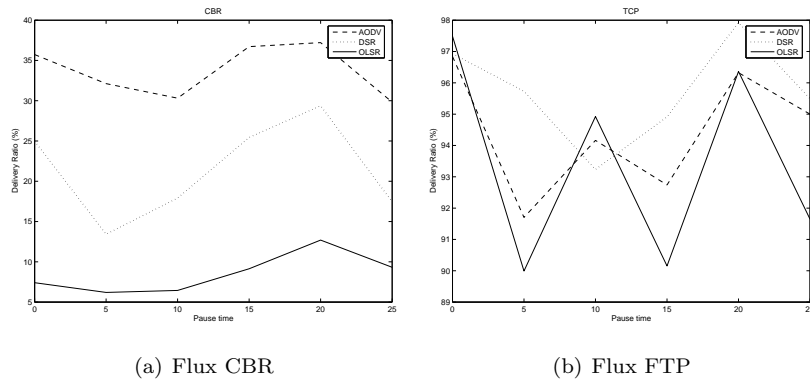 CBR
AODV
DSR
OLSR
40
35
30
25
20
15
10
5
Delivery Ratio (%)
0 5 10 15 20 25
Pause time
(a) Flux CBR
TCP
AODV
DSR
OLSR
98
97
96
95
94
93
92
91
90
89
Delivery Ratio (%)
0 5 10 15 20 25
Pause time
(b) Flux FTP